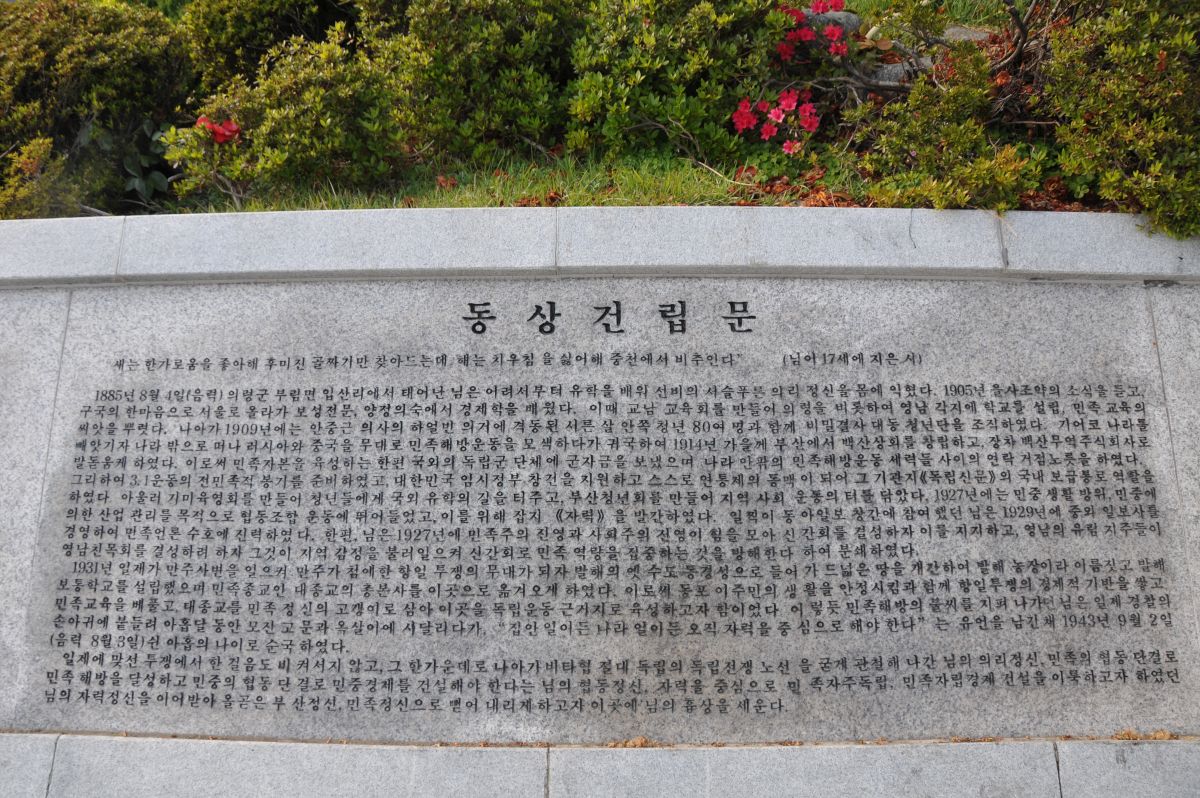 동상건립문
"새는 한가로움을 좋아해 후미진 골짜기만 찾아드는데, 해는 치우침 을 싫어해 중천에서 비추인다" (님이 17세에 지은 시)
1885년 8월 4일(음력) 의령군 부림면 입산리에서 태어난 님은 어려서부터 유학을 배워 선비의 서슬푸른 의리 정신을 몸에 익혔다. 1905년 을사조약의 소식을 듣고,
구국의 한마음으로 서울로 올라가 보성전문, 양정의숙에서 경제학을 배웠다. 이때 교남 교육회를 만들어 의령을 비롯하여 영남 각지에 학교를 설립, 민족 교육의
씨앗을 뿌렸다. 나아가 1909년에는 안중근 의사의 하얼빈 의거에 격동된 서른 살 안쪽 청년 80여 명과 함께 비밀결사 대동 청년단을 조직하였다. 기어코 나라를
빼앗기자 나라 밖으로 떠나 러시아와 중국을 무대로 민족해방운동을 모색하다가 귀국하여 1914년 가을께 부산에서 백산상회를 창립하고, 장차 백산무역주식회사로
발돋움케 하였다. 이로써 민족자본을 육성하는 한편 국외의 독립군 단체에 군자금을 보냈으며 나라 안팎의 민족해방운동 세력들 사이의 연락 거점노릇을 하였다.
그리하여 3.1운동의 전민족적 봉기를 준비하였고, 대한민국 임시정부 창건을 지원하고 스스로 연통제의 동맥이 되어 그 기관지《독립신문》의 국내 보급통로 역할을
하였다. 아울러 기미육영회를 만들어 청년들에게 국외 유학의 길을 터주고, 부산청년회를 만들어 지역 사회 운동의 터를 닦았다. 1927년에는 민중 생활 방위, 민중에
의한 산업 관리를 목적으로 협동조합 운동에 뛰어들었고, 이를 위해 잡지 《자력》 을 발간하였다. 일찍이 동아일보 창간에 참여했던 님은 1929년에 중외 일보사를
경영하여 민족언론 수호에 진력하였다. 한편, 님은 1927년에 민족주의 진영과 사회주의 진영이 힘을 모아 신간회를 결성하자 이를 지지하고, 영남의 유림 지주들이
영남친목회를 결성하려 하자 그것이 지역 감정을 불러일으켜 신간회로 민족 역량을 집중하는 것을 방해한다 하여 분쇄하였다.
1931년 일제가 만주사변을 일으켜 만주가 첨예한 항일 투쟁의 무대가 되자 발해의 옛 수도 동경성으로 들어가 드넓은 땅을 개간하여 발해 농장이라 이름짓고 발해
보통학교를 설립했으며 민족종교인 대종교의 총본사를 이곳으로 옮겨오게 하였다. 이로써 동포 이주민의 생 활을 안정시킴과 함께 항일투쟁의 경제적 기반을 쌓고
민족교육을 베풀고, 태종교를 민족 정신의 고갱이로 삼아 이곳을 독립운동 근거지로 육성하고자 함이었다. 이 렇듯 민족해방의 불씨를 지펴 나가던 님은 일제 경찰의
손아귀에 붙들려 아홉달 동안 모진 고문과 옥살이에 시달리다가, "집안 일이든 나라 일이든 오직 자력을 중 심으로 해야 한다" 는 유언을 남긴채 1943년 9월 2일
(음력 8월 3일) 쉰 아홉의 나이로 순국하였다.
일제에 맞선 투쟁에서 한 걸음도 비 켜서지 않고, 그 한가운데로 나아가 비타협 절대 독립의 독립전쟁 노선 을 굳게 관철해 나간 님의 의리정신, 민족의 협동 단결로
민족 해방을 달성하고 민중의 협동 단 결로 민중경제를 건설해야 한다는 님의 협동정신, 자력을 중심으로 민 족자주독립, 민족자립경제 건설을 이룩하고자 하였던
님의 자력정신을 이어받아 올곧은 부 산정신, 민족정신으로 뻗어 내리게하고자 이곳에 님의 흉상을 세운다.